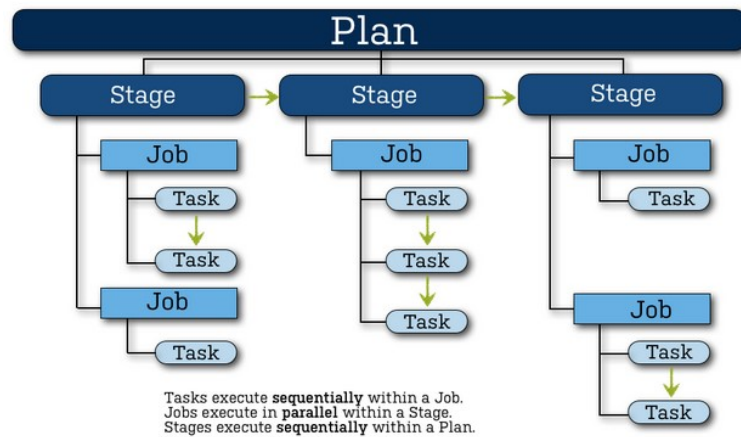 Plan
Stage
Stage
Stage
Job
Job
Job
Task
Task
Task
Task
Task
Job
Task
Job
Task
Task
Task
Tasks execute sequentially within a Job.
Jobs execute in parallel within a Stage.
Stages execute sequentially within a Plan.